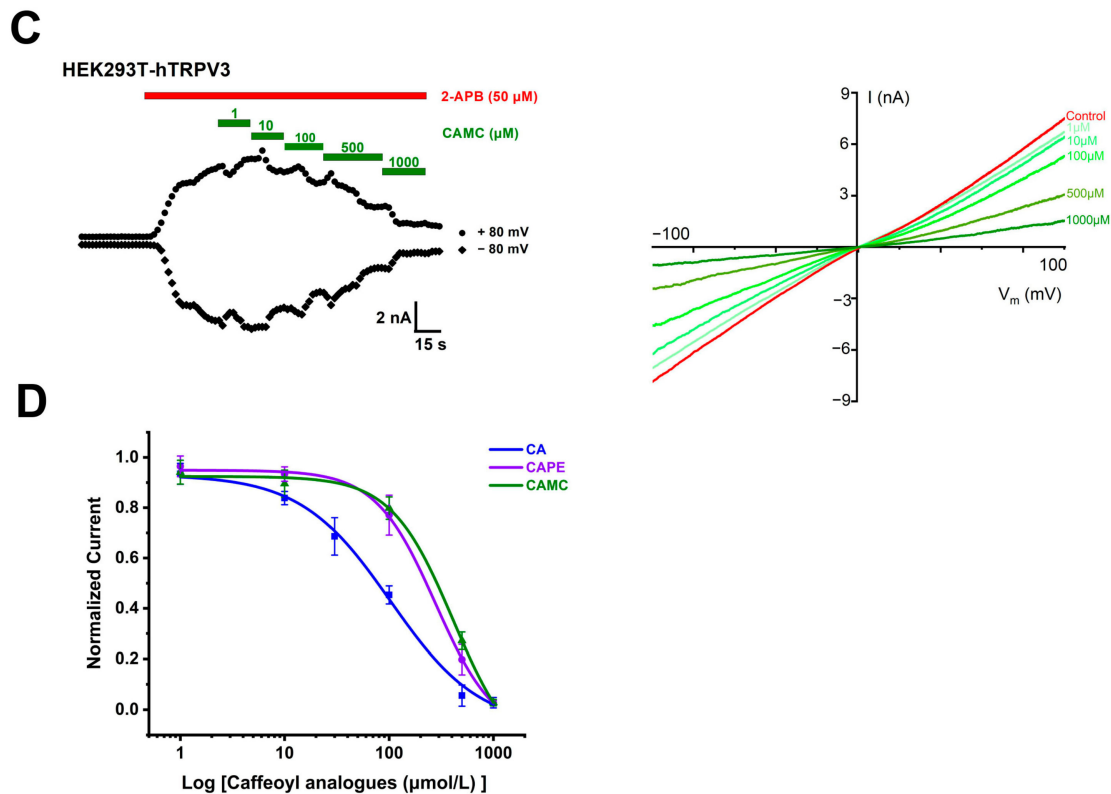 C
HEK293T-hTRPV3
2-APB (50 µM)
1
10
100
500
1000
CAMC (µM)
+ 80 mV
− 80 mV
2 nA
15 s
9
6
3
−3
−6
−9
I (nA)
−100
100
Vm (mV)
Control
1µM
10µM
100µM
500µM
1000µM
D
1.0
0.8
0.6
0.4
0.2
0.0
Normalized Current
1
10
100
1000
Log [Caffeoyl analogues (µmol/L) ]
CA
CAPE
CAMC